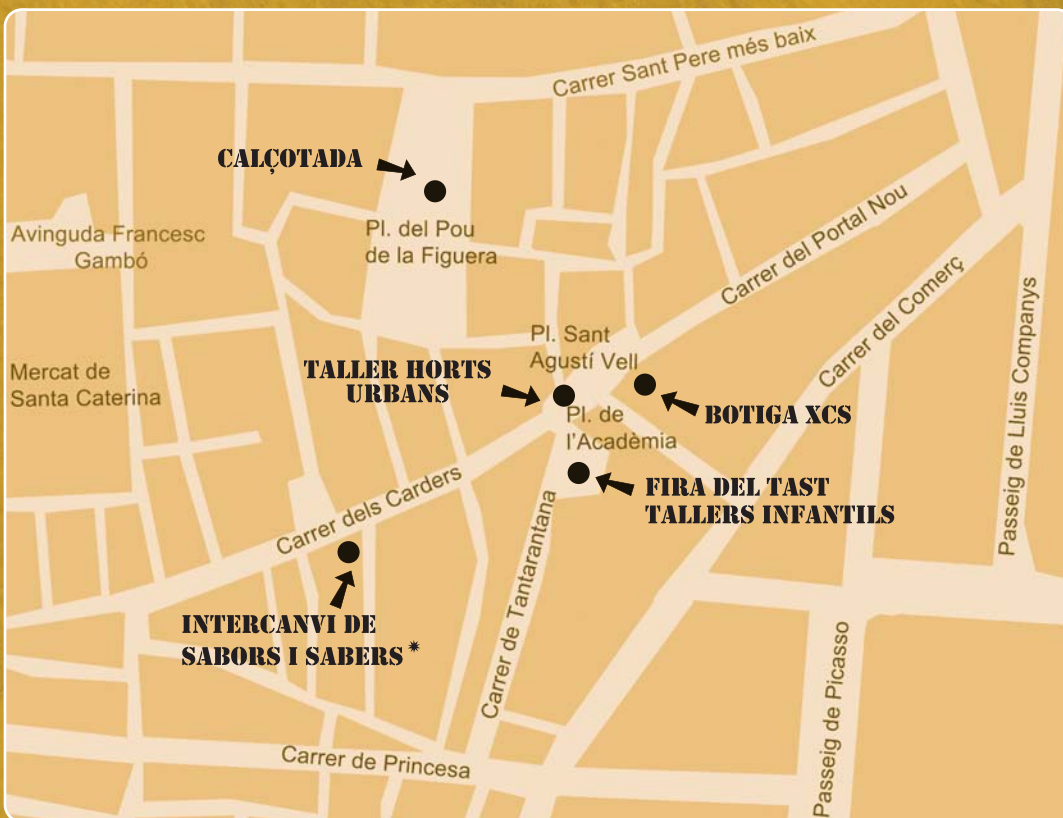 Carrer Sant Pere més baix
CALÇOTADA
Pl. del Pou
de la Figuera
Avinguda Francesc
Gambó
Carrer del Portal Nou
Carrer del Comerç
Passeig de Lluis Companys
Pl. Sant
Agustí Vell
Mercat de
Santa Caterina
TALLER HORTS
URBANS
Pl. de
l'Acadèmia
BOTIGA XCS
FIRA DEL TAST
TALLERS INFANTILS
Carrer dels Carders
Carrer de Tantarantana
INTERCANVI DE
SABORS I SABERS*
Passeig de Picasso
Carrer de Princesa